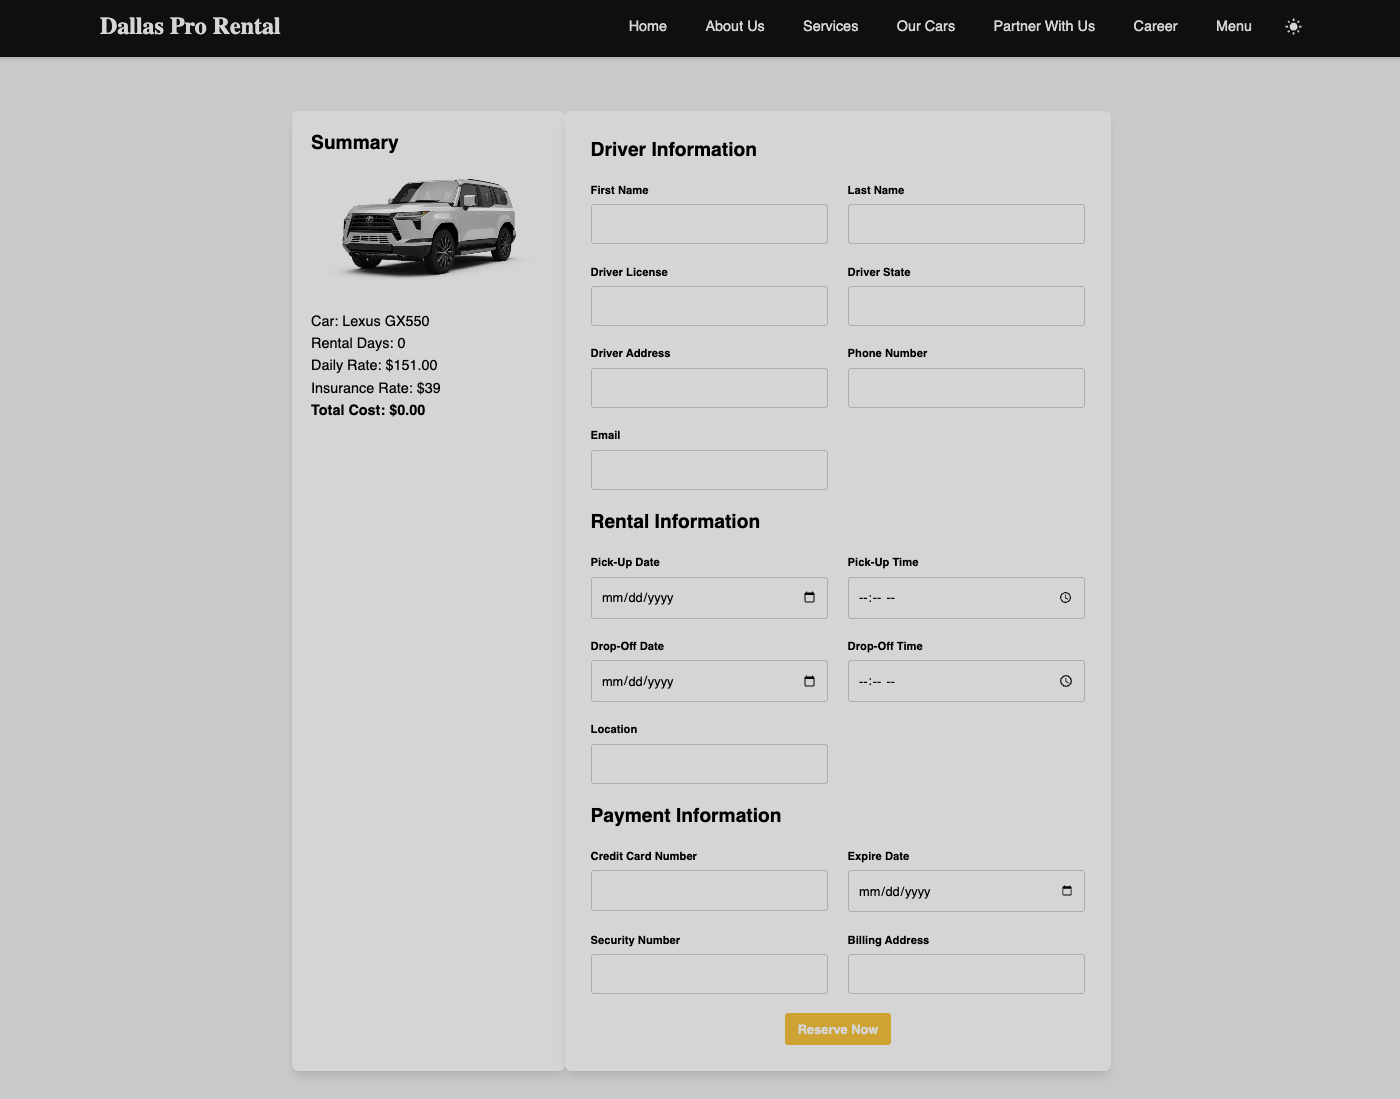 Dallas Pro Rental
Home About Us Services Our Cars Partner With Us Career Menu
Summary
Car: Lexus GX550
Rental Days: 0
Daily Rate: $151.00
Insurance Rate: $39
Total Cost: $0.00
Driver Information
First Name Last Name
Driver License Driver State
Driver Address Phone Number
Email
Rental Information
Pick-Up Date Pick-Up Time
mm/dd/yyyy --:-- --
Drop-Off Date Drop-Off Time
mm/dd/yyyy --:-- --
Location
Payment Information
Credit Card Number Expire Date
mm/dd/yyyy
Security Number Billing Address
Reserve Now